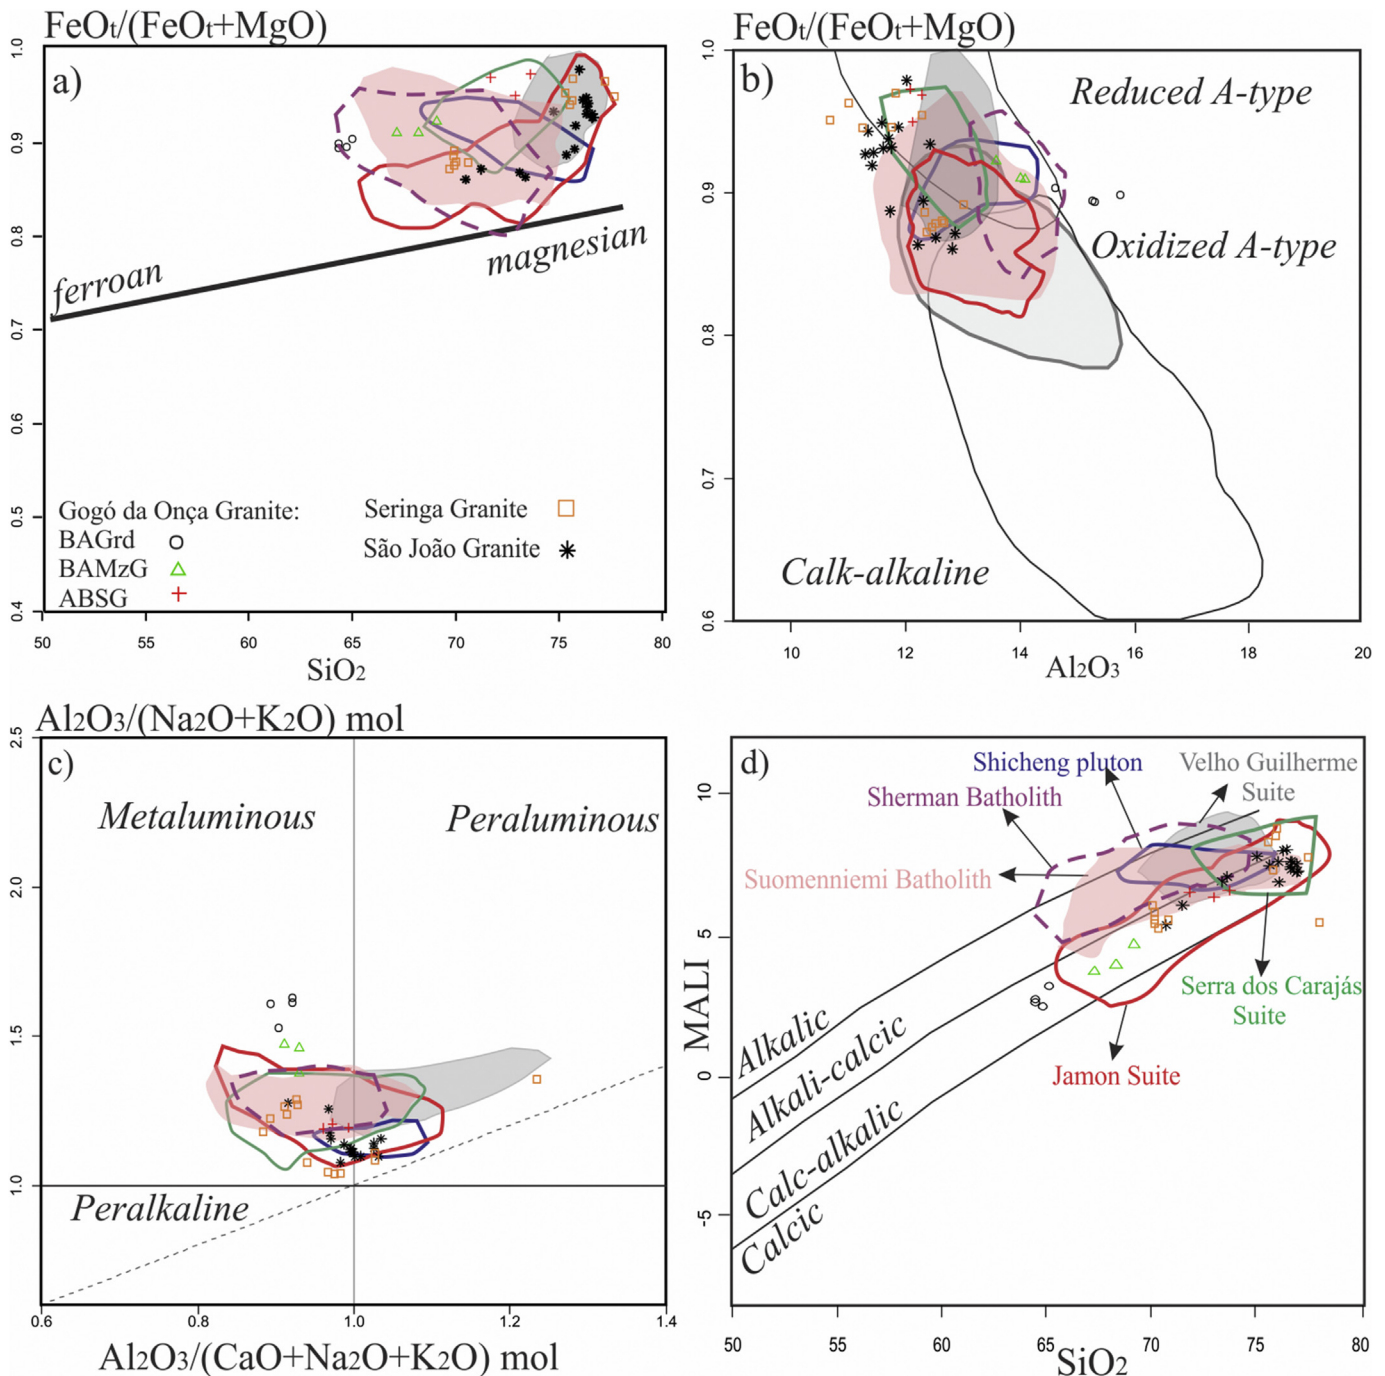 FeOt/(FeOt+MgO)
a)
1.0
0.9
0.8
0.7
0.6
0.5
0.4
ferroan
magnesian
Gogó da Onça Granite:
BAGrd
BAMzG
ABSG
Seringa Granite
São João Granite
50 55 60 65 70 75 80
SiO2
FeOt/(FeOt+MgO)
b)
1.0
0.9
0.8
0.7
0.6
Reduced A-type
Oxidized A-type
Calk-alkaline
10 12 14 16 18 20
Al2O3
Al2O3/(Na2O+K2O) mol
c)
2.5
2.0
1.5
1.0
Metaluminous
Peraluminous
Peralkaline
0.6 0.8 1.0 1.2 1.4
Al2O3/(CaO+Na2O+K2O) mol
d)
MALI
10
5
0
-5
Shicheng pluton
Velho Guilherme
Suite
Sherman Batholith
Suomenniemi Batholith
Serra dos Carajás
Suite
Jamon Suite
Alkalic
Alkali-calcic
Calc-alkalic
Calcic
50 55 60 65 70 75 80
SiO2